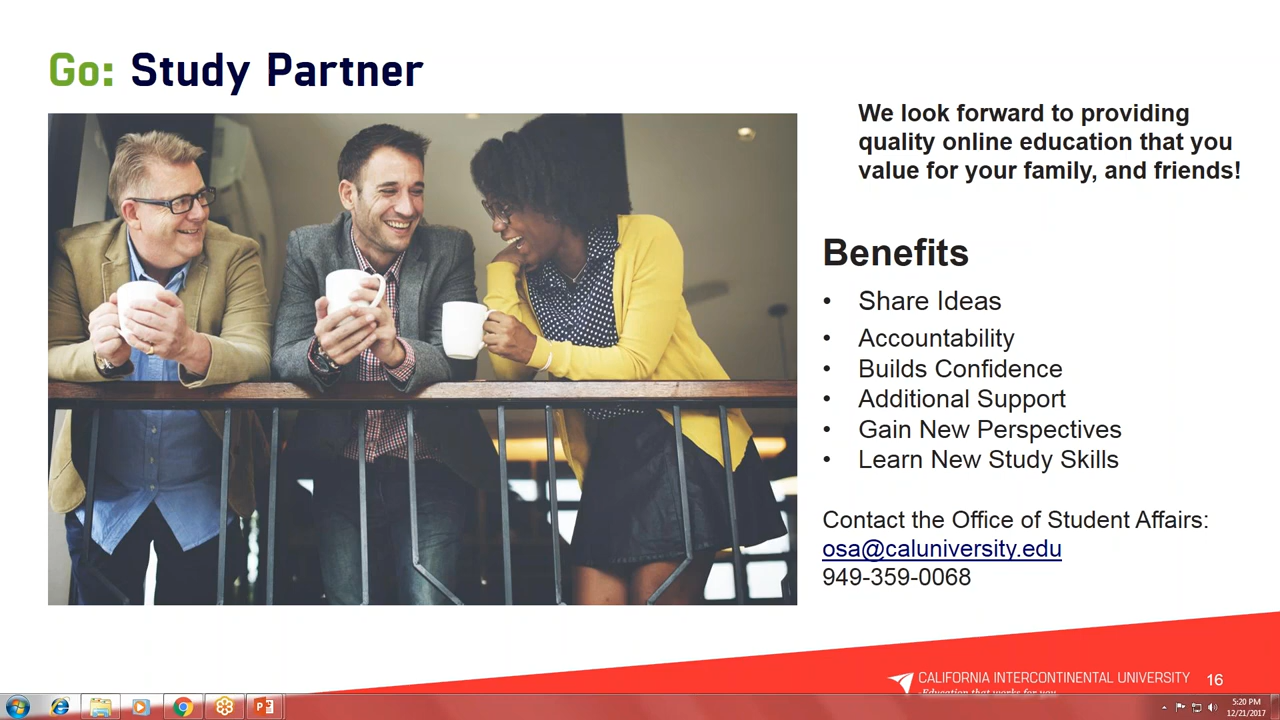 Go: Study Partner
We look forward to providing
quality online education that you
value for your family, and friends!
Benefits
• Share Ideas
• Accountability
• Builds Confidence
• Additional Support
• Gain New Perspectives
• Learn New Study Skills
Contact the Office of Student Affairs:
osa@caluniversity.edu
949-359-0068
CALIFORNIA INTERCONTINENTAL UNIVERSITY
16
-Education that works for you
5:20 PM
12/21/2017